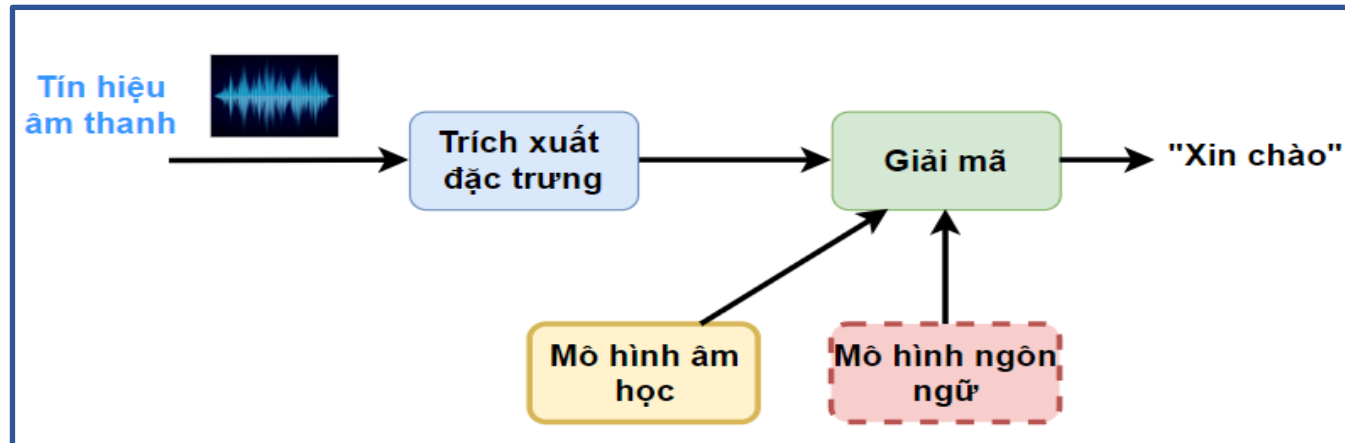 Tín hiệu
âm thanh
Trích xuất
đặc trưng
Giải mã
"Xin chào"
Mô hình âm
học
Mô hình ngôn
ngữ